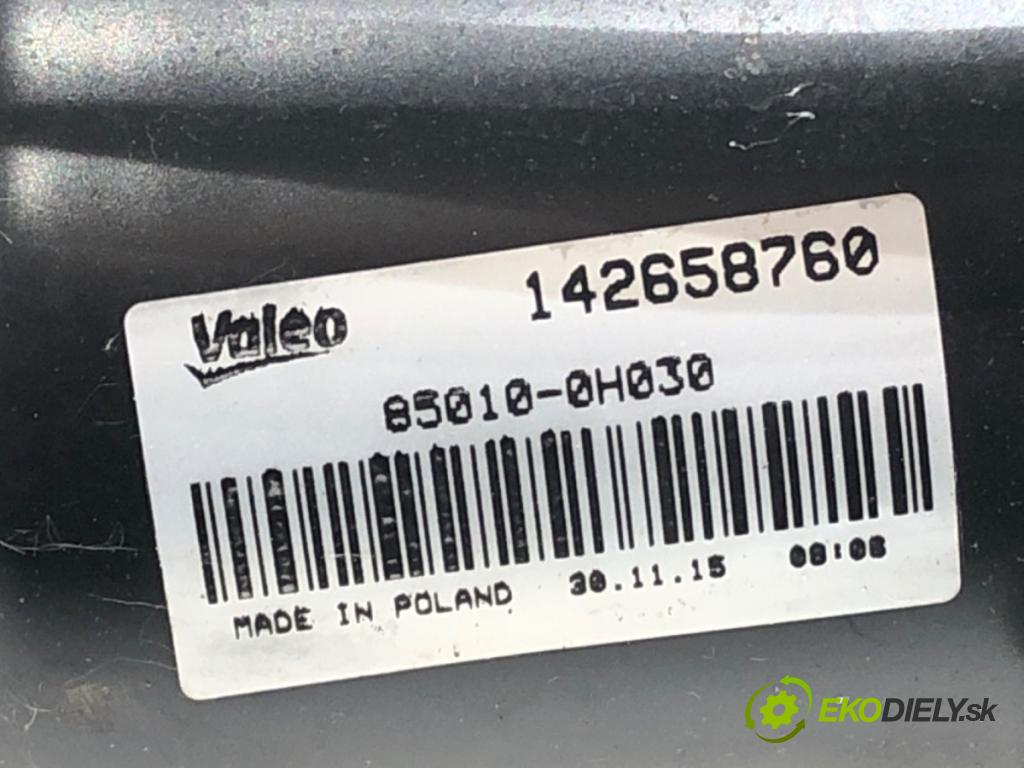 Valeo 142658760
85010-0H030
MADE IN POLAND 30.11.15 08:08
EKODIELY.sk